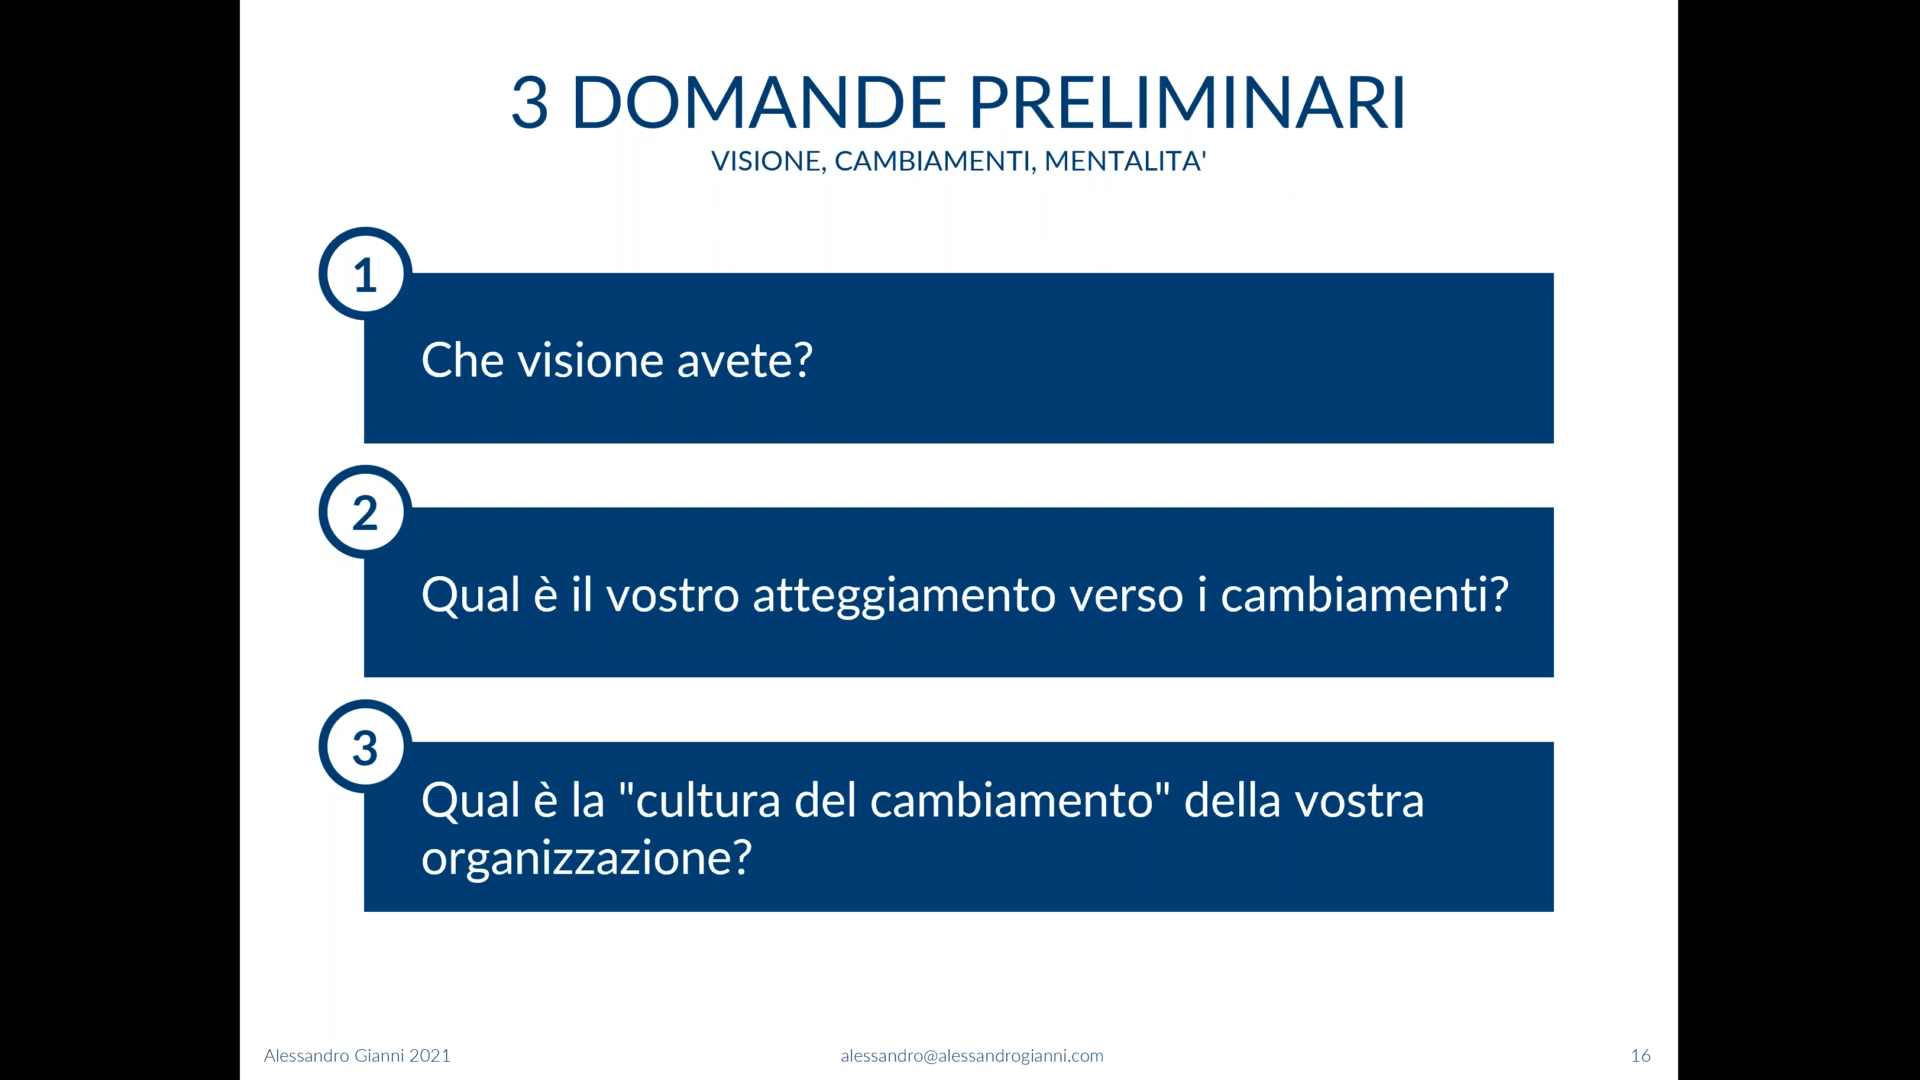 3 DOMANDE PRELIMINARI
VISIONE, CAMBIAMENTI, MENTALITA'
1
Che visione avete?
2
Qual è il vostro atteggiamento verso i cambiamenti?
3
Qual è la "cultura del cambiamento" della vostra
organizzazione?
Alessandro Gianni 2021
alessandro@alessandrogianni.com
16